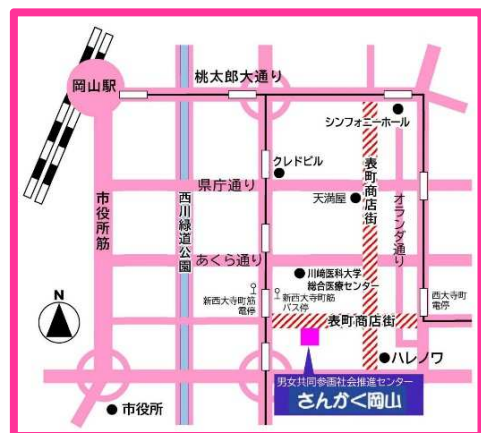 岡山駅
桃太郎大通り
シンフォニーホール
クレドビル
県庁通り
天満屋
表町商店街
オランダ通り
市役所筋
西川緑道公園
あくら通り
川崎医科大学
総合医療センター
新西大寺町筋
電停
新西大寺町筋
バス停
西大寺町
電停
N
表町商店街
ハレノワ
男女共同参画社会推進センター
さんかく岡山
市役所